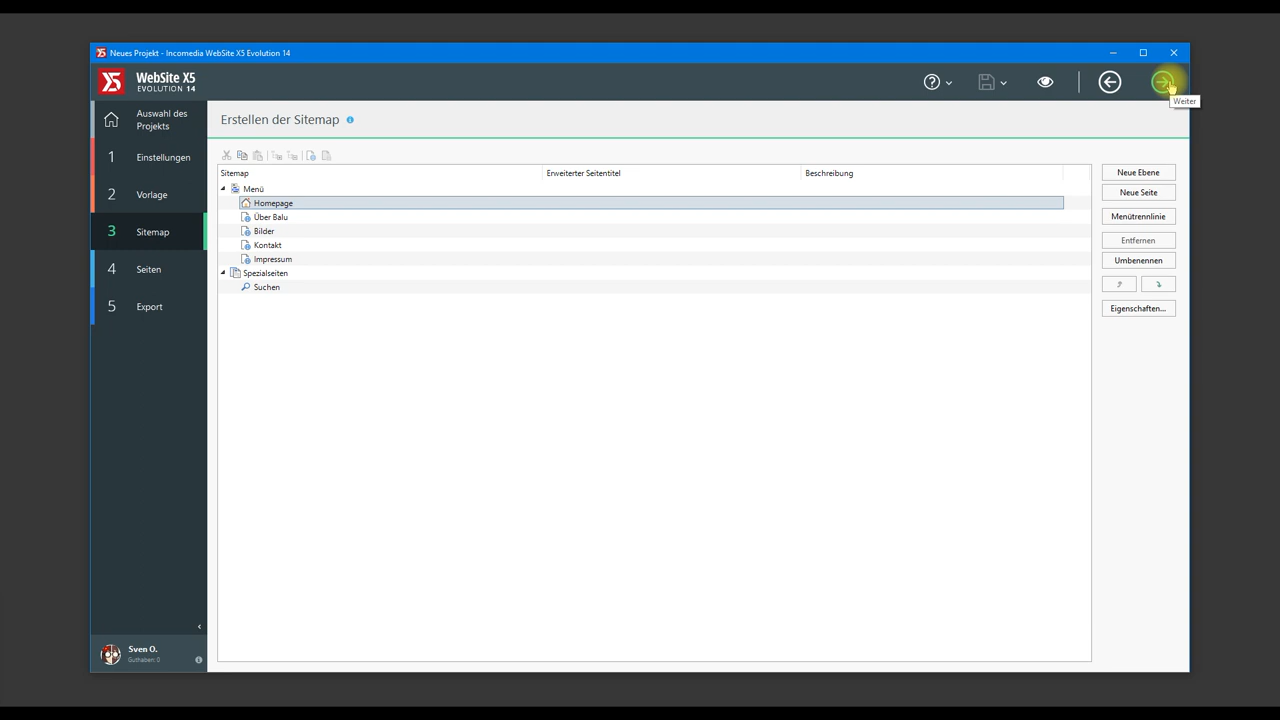 Neues Projekt - Incomedia WebSite X5 Evolution 14
WebSite X5
EVOLUTION 14
Weiter
Auswahl des
Projekts
1 Einstellungen
2 Vorlage
3 Sitemap
4 Seiten
5 Export
Sven O.
Guthaben: 0
Erstellen der Sitemap
Sitemap Erweiterter Seitentitel Beschreibung
Menü
Homepage
Über Balu
Bilder
Kontakt
Impressum
Spezialseiten
Suchen
Neue Ebene
Neue Seite
Menütrennlinie
Entfernen
Umbenennen
Eigenschaften...